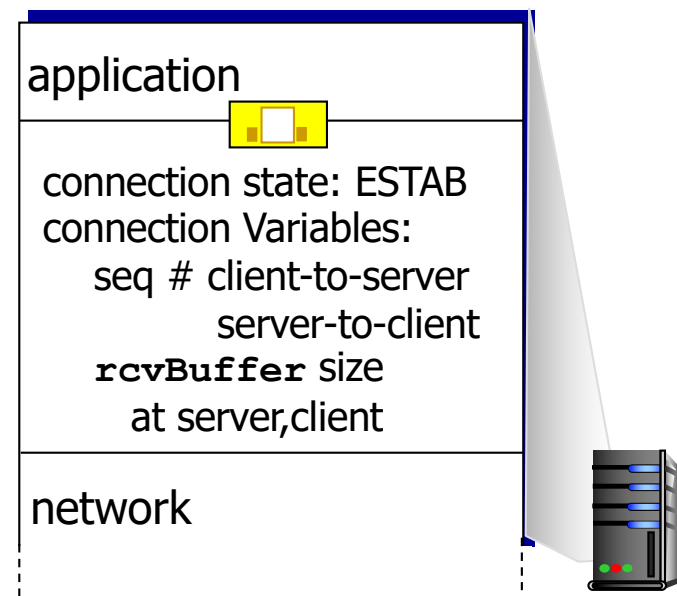 application
connection state: ESTAB
connection Variables:
seq # client-to-server
server-to-client
rcvBuffer size
at server,client
network